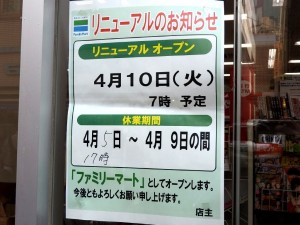 FamilyMart
リニューアルのお知らせ
リニューアル オープン
4月10日(火)
7時 予定
休業期間
4月5日 ～ 4月 9日の間
17時
「ファミリーマート」としてオープンします。
今後ともよろしくお願い申し上げます。
店主